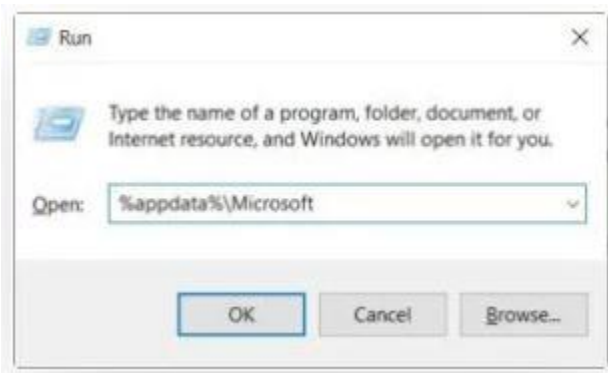 Run
Type the name of a program, folder, document, or
Internet resource, and Windows will open it for you.
Open: %appdata%\Microsoft
OK Cancel Browse...